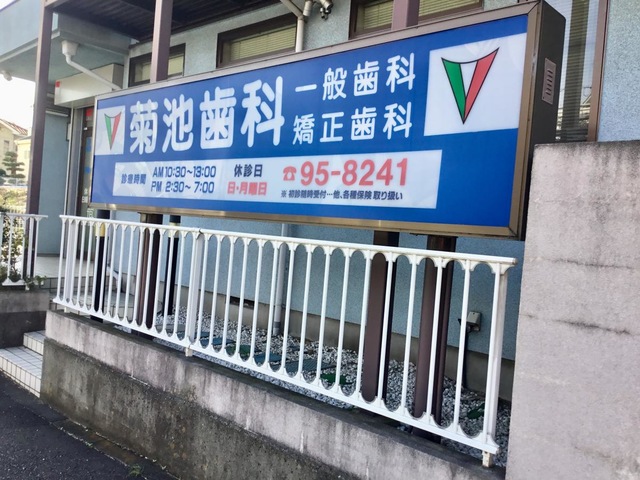 菊池歯科
一般歯科
矯正歯科
診療時間
AM 10:30～13:00
PM 2:30～7:00
休診日
日・月曜日
☎95-8241
※ 初診随時受付…他、各種保険取り扱い